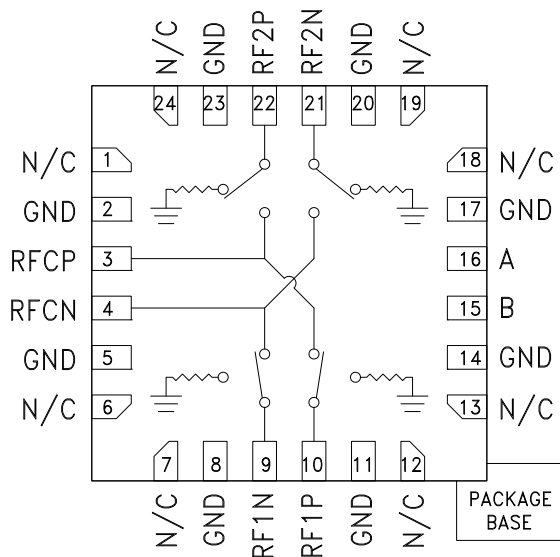 N/C
GND
RF2P
RF2N
GND
N/C
24
23
22
21
20
19
N/C 1
GND 2
RFCP 3
RFCN 4
GND 5
N/C 6
18 N/C
17 GND
16 A
15 B
14 GND
13 N/C
7
8
9
10
11
12
N/C
GND
RF1N
RF1P
GND
N/C
PACKAGE
BASE